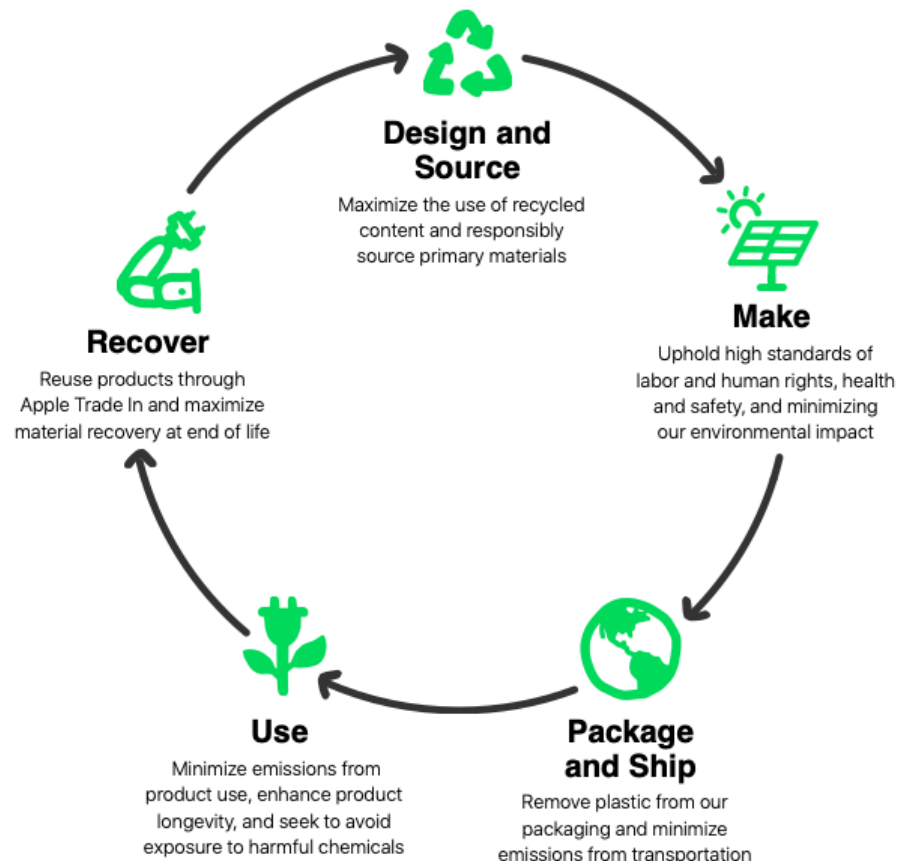 Design and
Source
Maximize the use of recycled
content and responsibly
source primary materials
Make
Uphold high standards of
labor and human rights, health
and safety, and minimizing
our environmental impact
Package
and Ship
Remove plastic from our
packaging and minimize
emissions from transportation
Use
Minimize emissions from
product use, enhance product
longevity, and seek to avoid
exposure to harmful chemicals
Recover
Reuse products through
Apple Trade In and maximize
material recovery at end of life